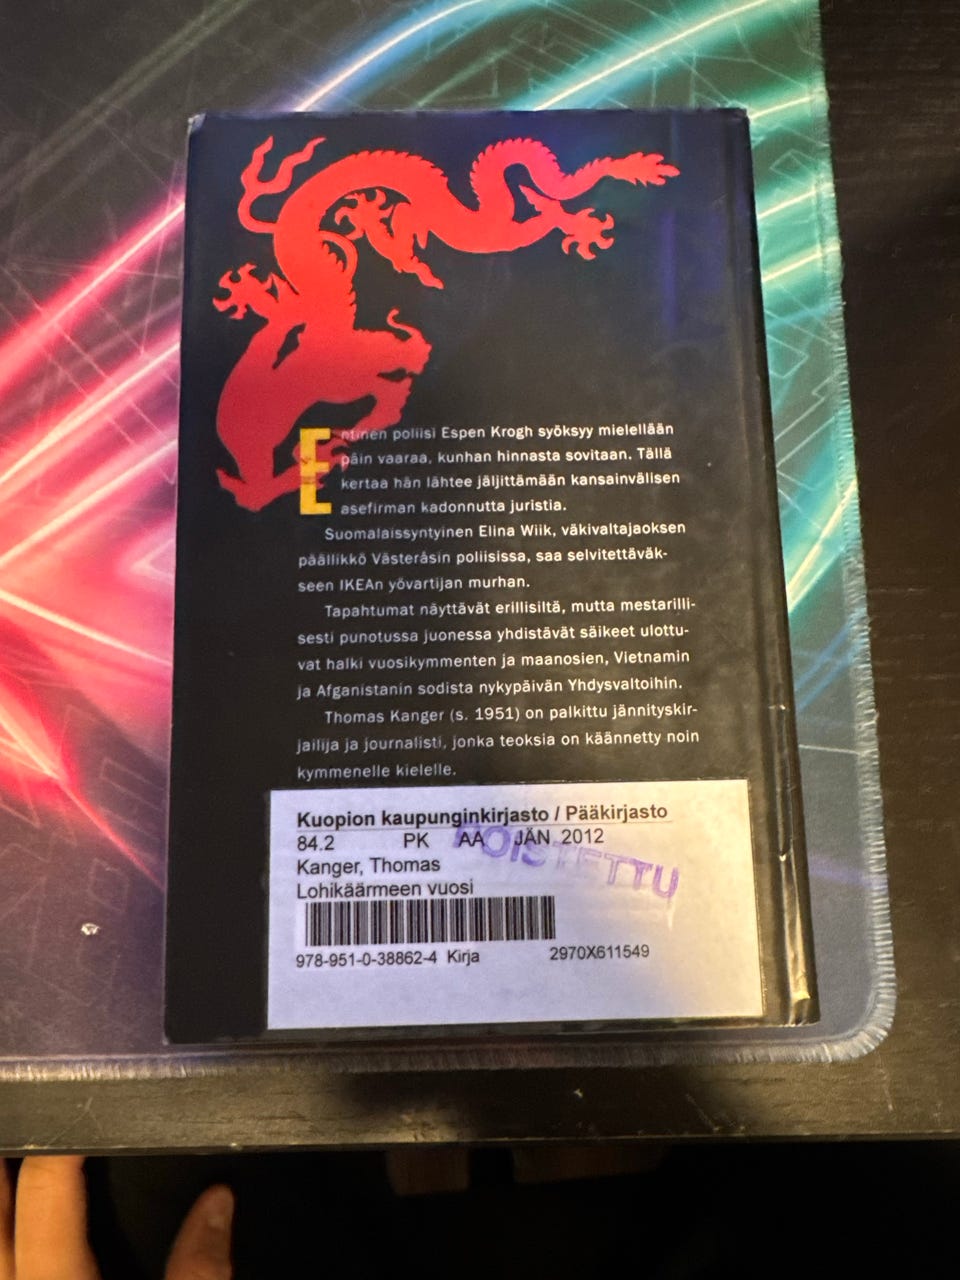 Entinen poliisi Espen Krogh syöksyy mielellään
päin vaaraa, kunhan hinnasta sovitaan. Tällä
kertaa hän lähtee jäljittämään kansainvälisen
asefirman kadonnutta juristia.
Suomalaissyntyinen Elina Wiik, väkivaltajaoksen
päällikkö Västeråsin poliisissa, saa selvitettäväk-
seen IKEAn yövartijan murhan.
Tapahtumat näyttävät erillisiltä, mutta mestarilli-
sesti punotussa juonessa yhdistävät säikeet ulottu-
vat halki vuosikymmenten ja maanosien, Vietnamin
ja Afganistanin sodista nykypäivän Yhdysvaltoihin.
Thomas Kanger (s. 1951) on palkittu jännityskir-
jailija ja journalisti, jonka teoksia on käännetty noin
kymmenelle kielelle.
Kuopion kaupunginkirjasto / Pääkirjasto
84.2 PK AA JÄN 2012
POISTETTU
Kanger, Thomas
Lohikäärmeen vuosi
978-951-0-38862-4 Kirja 2970X611549